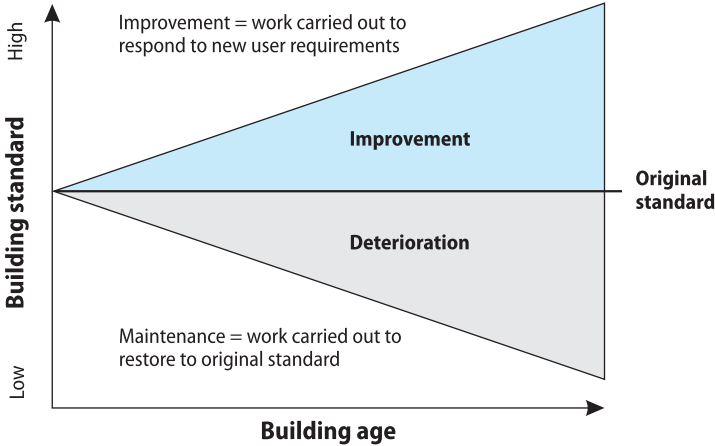 Improvement = work carried out to
respond to new user requirements
High
Improvement
Original
standard
Building standard
Deterioration
Maintenance = work carried out to
restore to original standard
Low
Building age